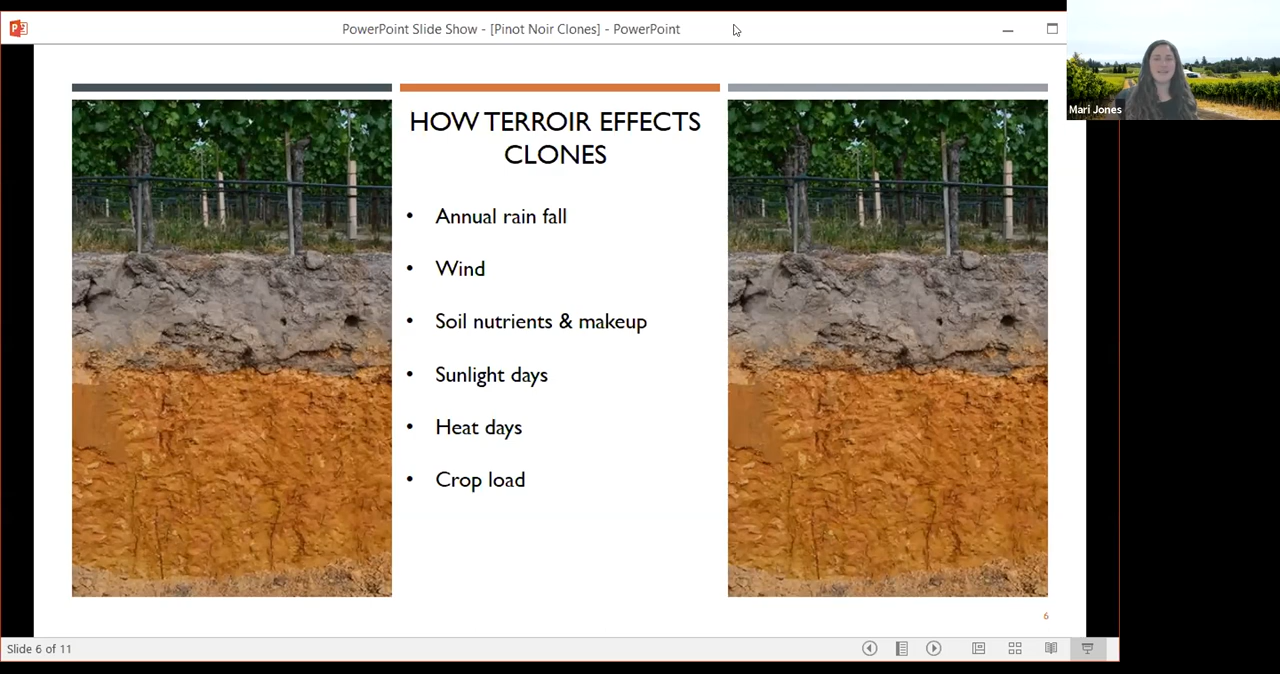 PowerPoint Slide Show - [Pinot Noir Clones] - PowerPoint
Mari Jones
HOW TERROIR EFFECTS
CLONES
• Annual rain fall
• Wind
• Soil nutrients & makeup
• Sunlight days
• Heat days
• Crop load
6
Slide 6 of 11